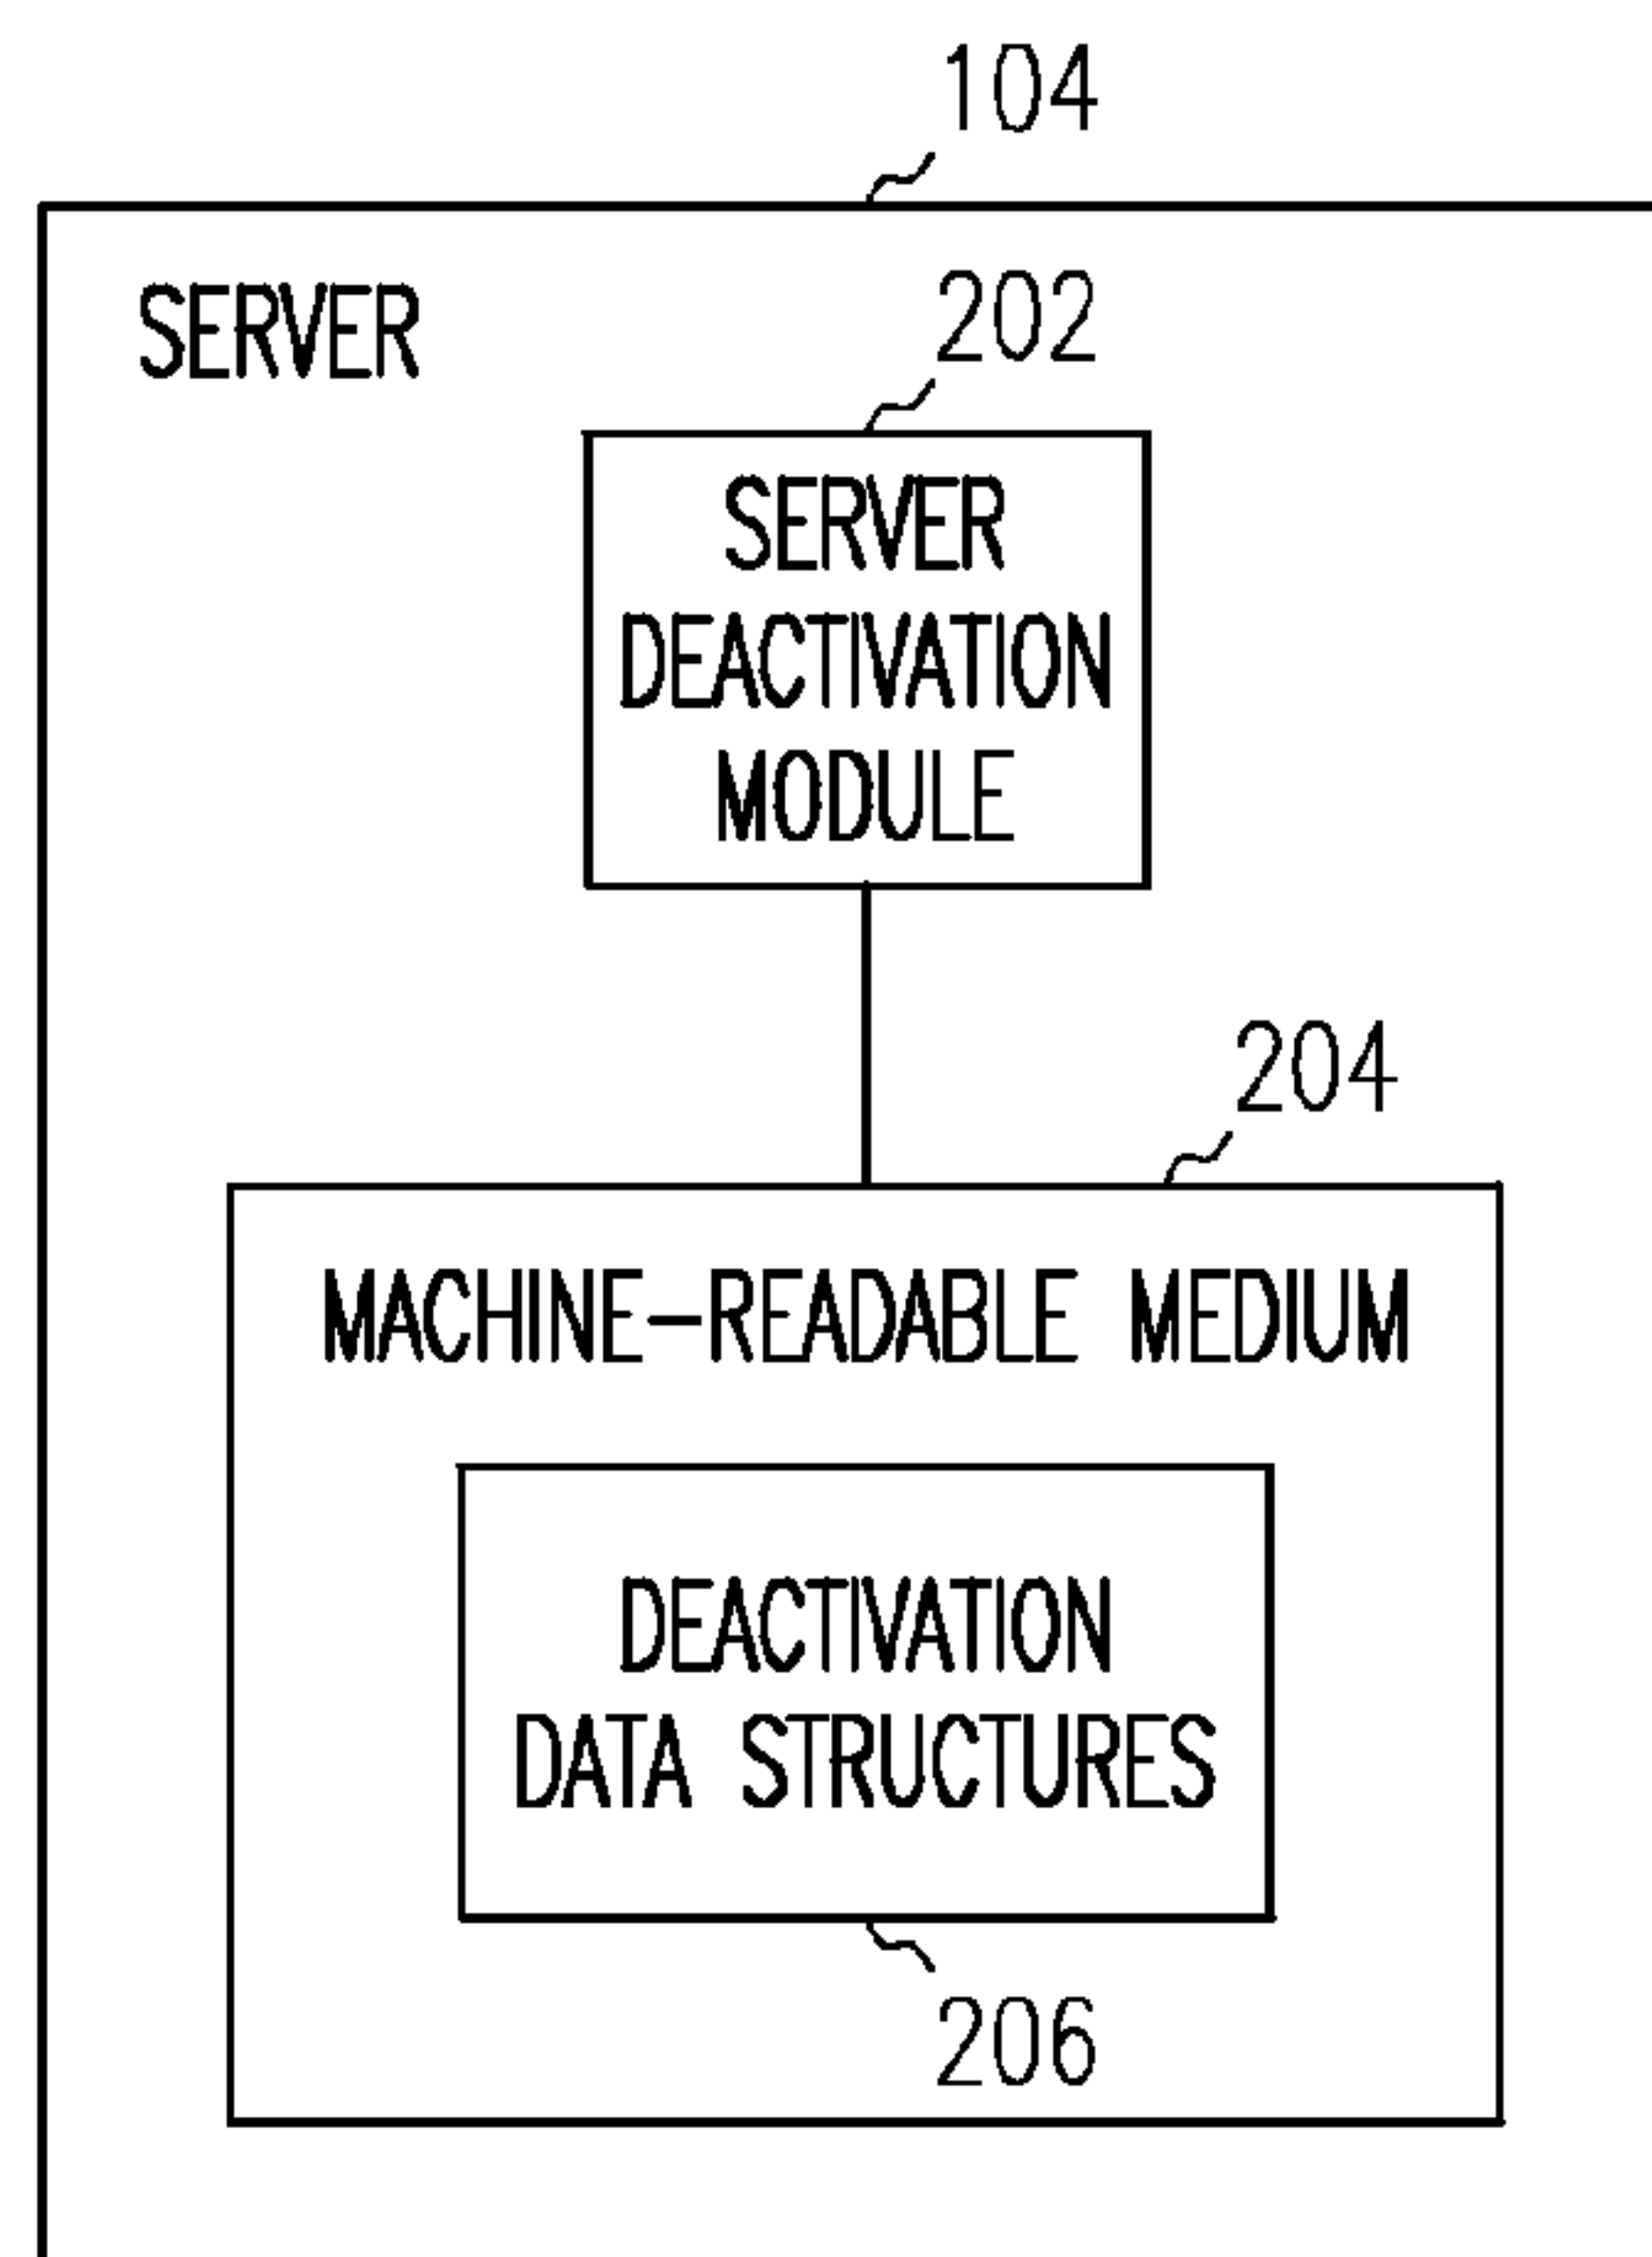 104
SERVER
202
SERVER
DEACTIVATION
MODULE
204
MACHINE-READABLE MEDIUM
DEACTIVATION
DATA STRUCTURES
206